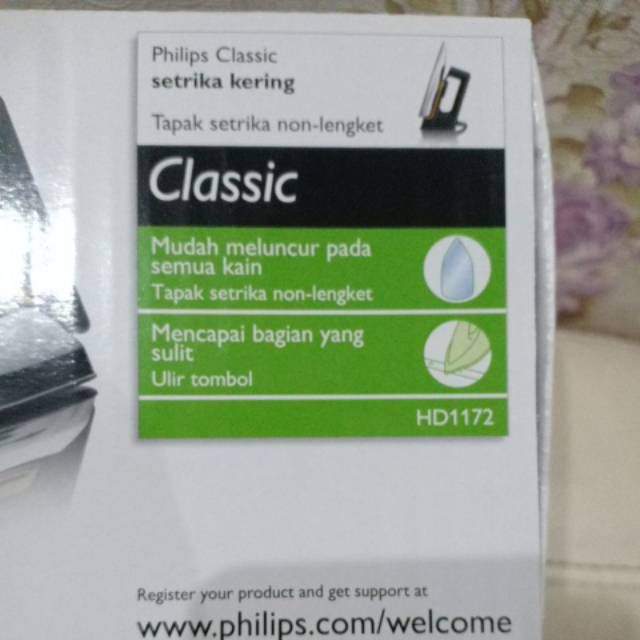 Philips Classic
setrika kering
Tapak setrika non-lengket
Classic
Mudah meluncur pada
semua kain
Tapak setrika non-lengket
Mencapai bagian yang
sulit
Ulir tombol
HD1172
Register your product and get support at
www.philips.com/welcome